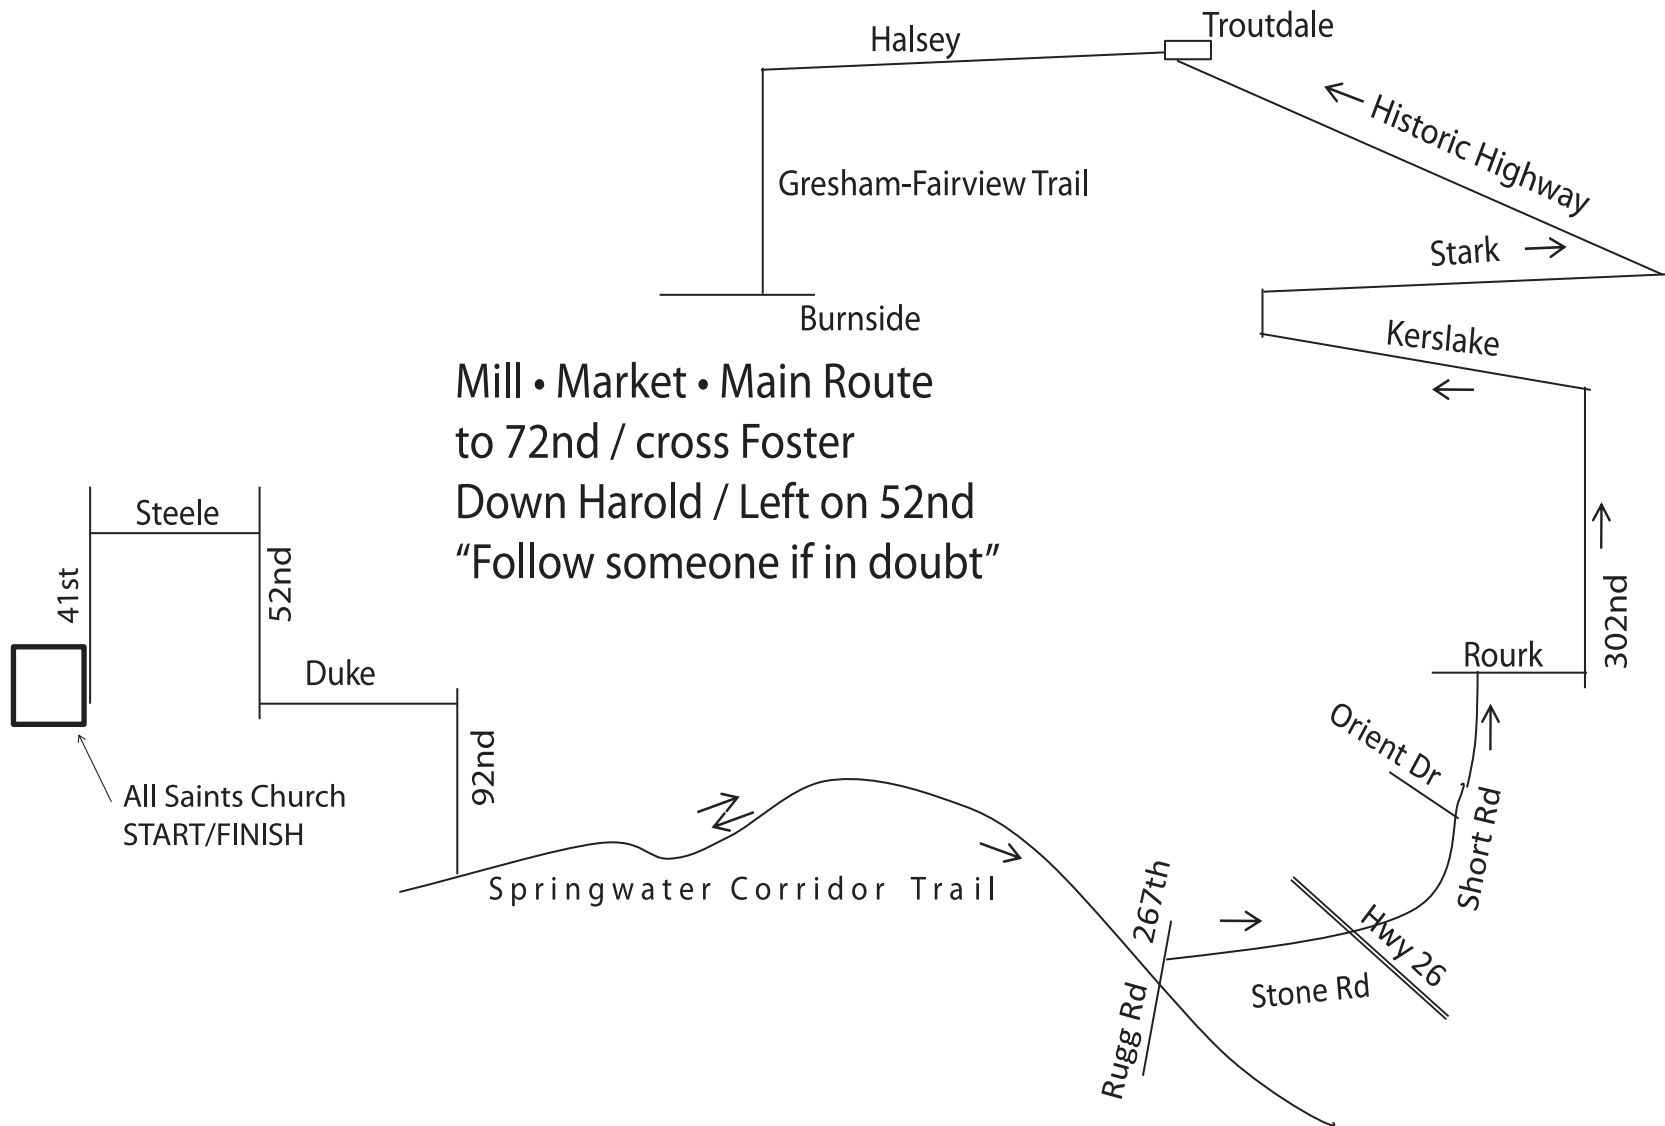 Troutdale
Halsey
Historic Highway
Gresham-Fairview Trail
Stark
Burnside
Kerslake
Mill • Market • Main Route
to 72nd / cross Foster
Down Harold / Left on 52nd
“Follow someone if in doubt”
Steele
41st
52nd
302nd
Rourk
Duke
Orient Dr
92nd
All Saints Church
START/FINISH
Short Rd
Springwater Corridor Trail
267th
Hwy 26
Stone Rd
Rugg Rd